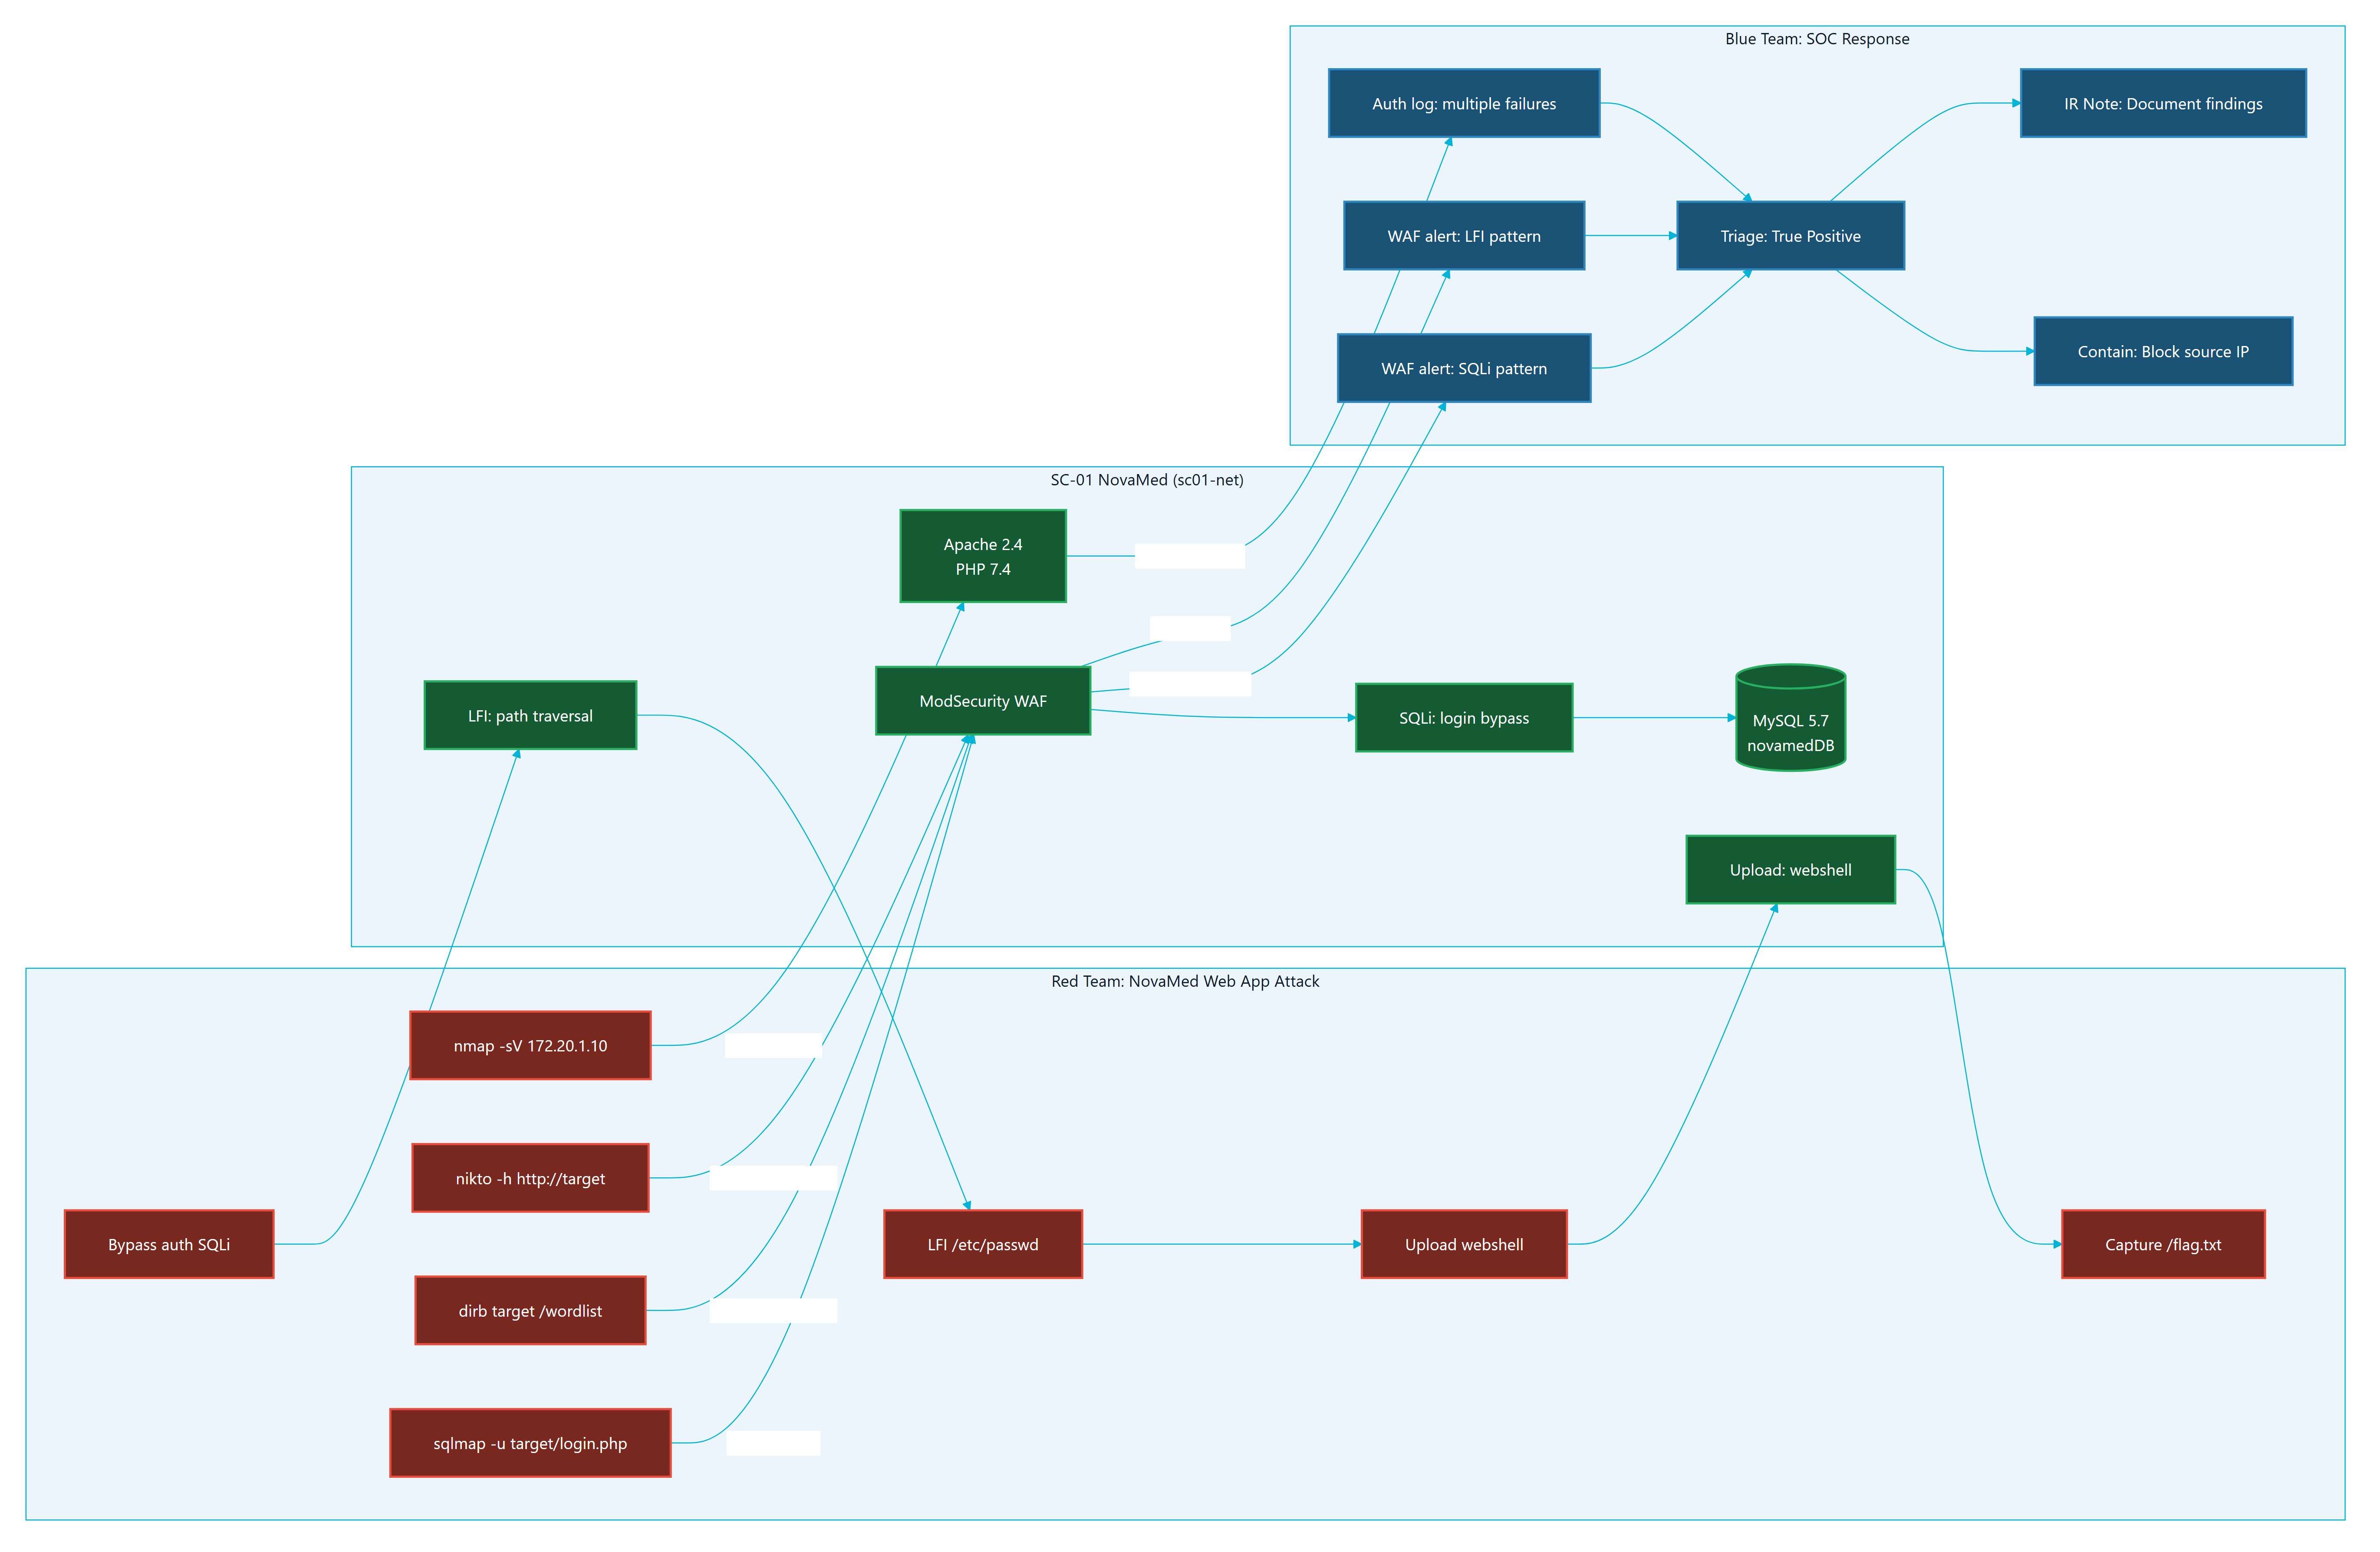 Blue Team: SOC Response
Auth log: multiple failures
IR Note: Document findings
WAF alert: LFI pattern
Triage: True Positive
WAF alert: SQLi pattern
Contain: Block source IP
SC-01 NovaMed (sc01-net)
Apache 2.4
PHP 7.4
LFI: path traversal
ModSecurity WAF
SQLi: login bypass
MySQL 5.7
novamedDB
Upload: webshell
Red Team: NovaMed Web App Attack
nmap -sV 172.20.1.10
nikto -h http://target
Bypass auth SQLi
LFI /etc/passwd
Upload webshell
Capture /flag.txt
dirb target /wordlist
sqlmap -u target/login.php